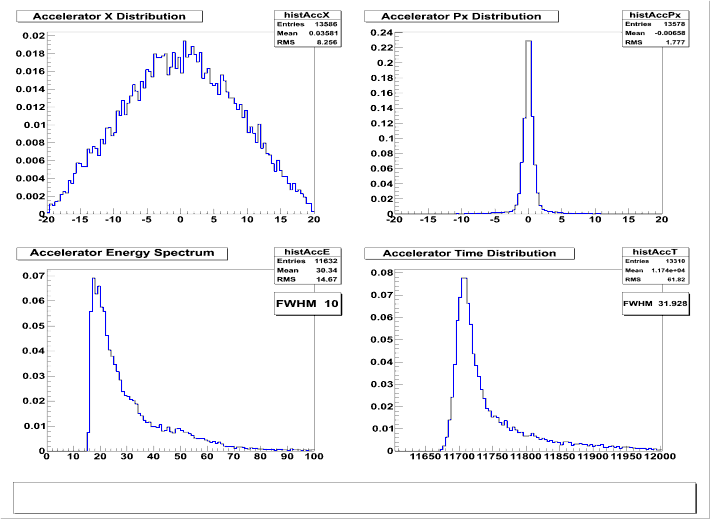 Accelerator X Distribution
histAccX
Entries 13586
Mean 0.03581
RMS 8.256
0.02
0.018
0.016
0.014
0.012
0.01
0.008
0.006
0.004
0.002
0
-20 -15 -10 -5 0 5 10 15 20
Accelerator Px Distribution
histAccPx
Entries 13578
Mean -0.00658
RMS 1.777
0.24
0.22
0.2
0.18
0.16
0.14
0.12
0.1
0.08
0.06
0.04
0.02
0
-20 -15 -10 -5 0 5 10 15 20
Accelerator Energy Spectrum
histAccE
Entries 11632
Mean 30.34
RMS 14.67
FWHM 10
0.07
0.06
0.05
0.04
0.03
0.02
0.01
0
0 10 20 30 40 50 60 70 80 90 100
Accelerator Time Distribution
histAccT
Entries 13310
Mean 1.174e+04
RMS 61.82
FWHM 31.928
0.08
0.07
0.06
0.05
0.04
0.03
0.02
0.01
0
11650 11700 11750 11800 11850 11900 11950 12000